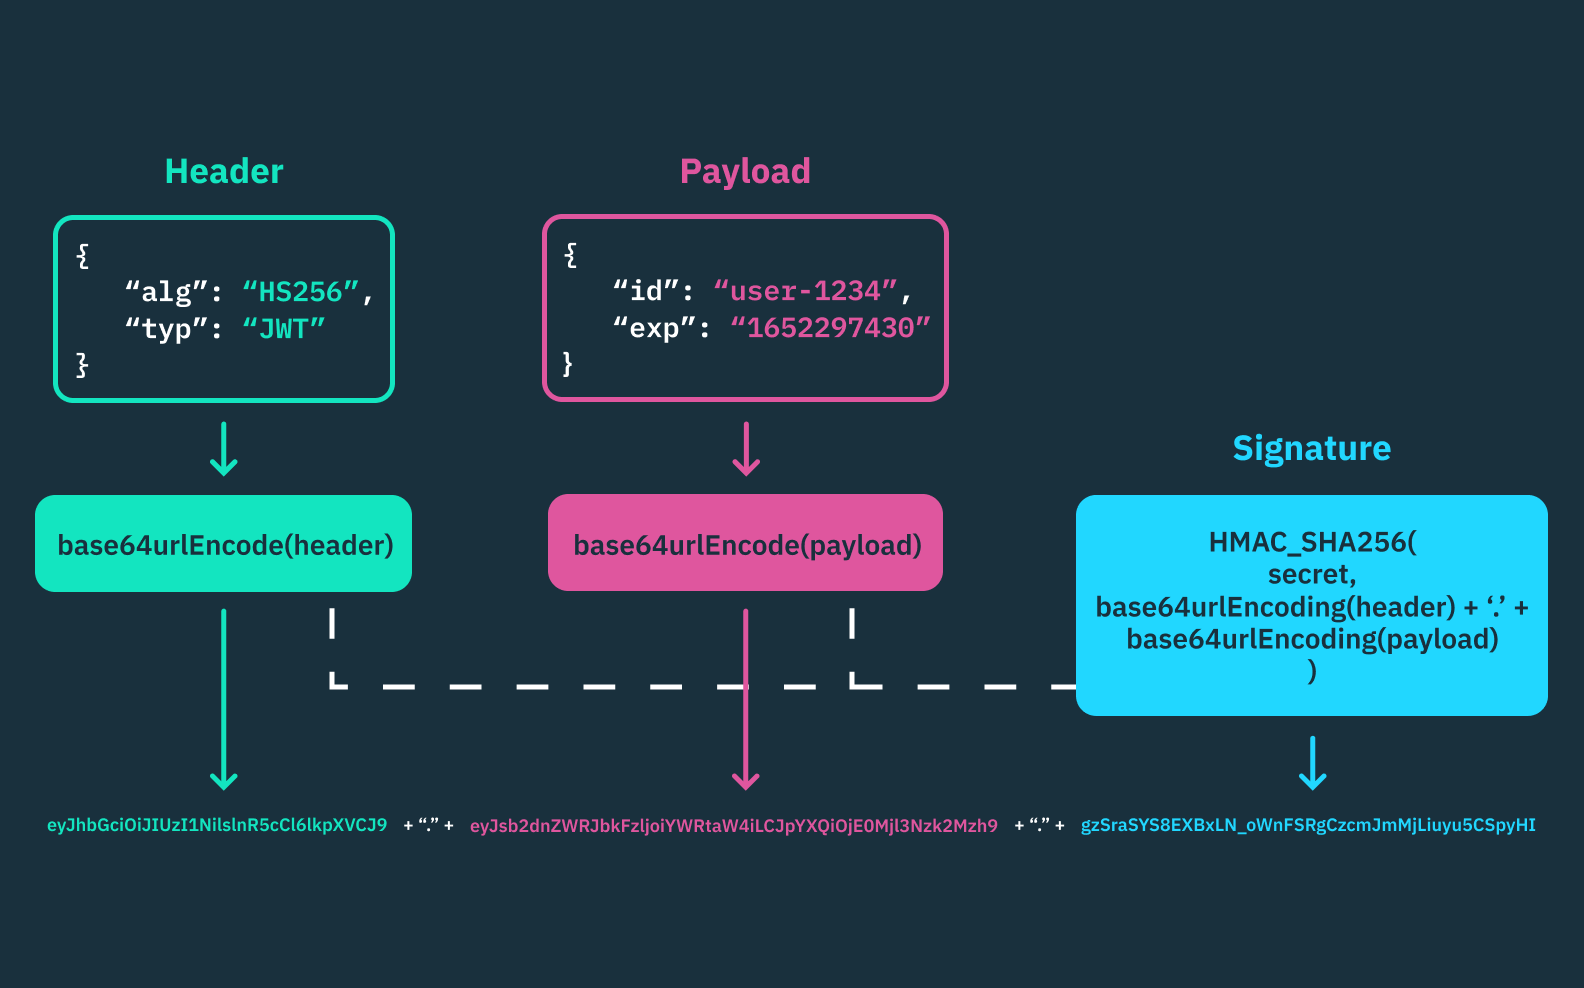 Header
{
“alg”: “HS256”,
“typ”: “JWT”
}
base64urlEncode(header)
Payload
{
“id”: “user-1234”,
“exp”: “1652297430”
}
base64urlEncode(payload)
Signature
HMAC_SHA256(
secret,
base64urlEncoding(header) + ‘.’ +
base64urlEncoding(payload)
)
eyJhbGciOiJIUzI1NilslnR5cCl6lkpXVCJ9 + “.” + eyJsb2dnZWRJbkFzljoiYWRtaW4iLCJpYXQiOjE0Mjl3Nzk2Mzh9 + “.” + gzSraSYS8EXBxLN_oWnFSRgCzcmJmMjLiuyu5CSpyHI